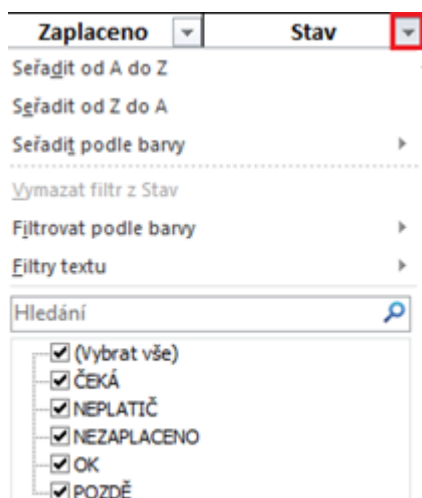 Zaplaceno Stav
Seřadit od A do Z
Seřadit od Z do A
Seřadit podle barvy
Vymazat filtr z Stav
Filtrovat podle barvy
Filtry textu
Hledání
(Vybrat vše)
ČEKÁ
NEPLATIČ
NEZAPLACENO
OK
POZDĚ